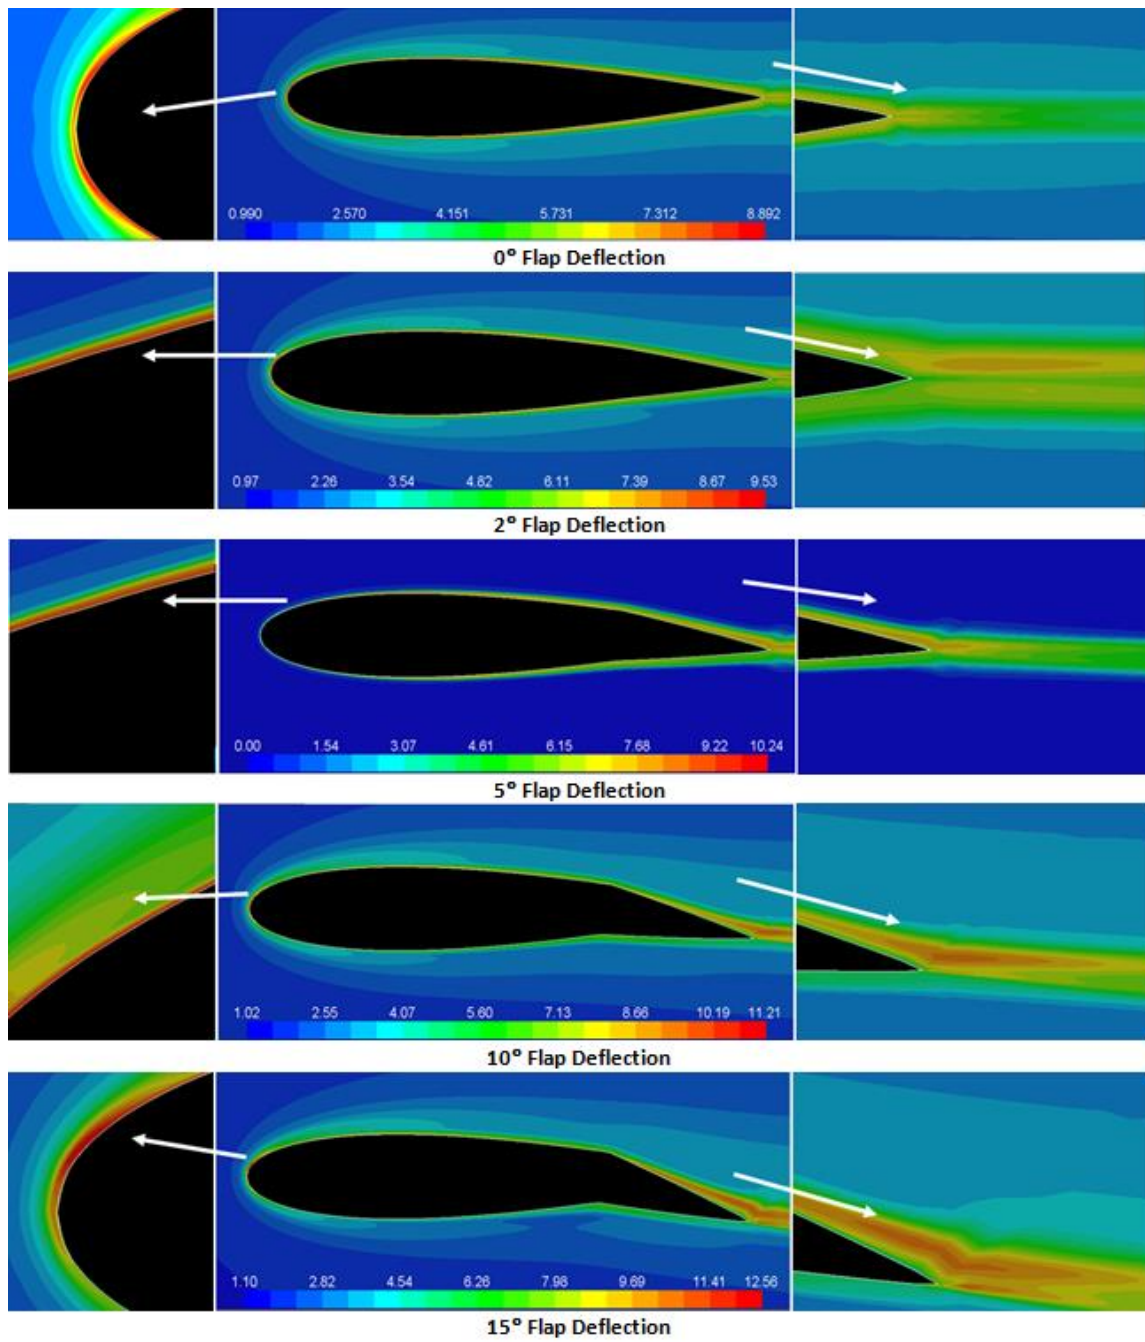 0.990 2.570 4.151 5.731 7.312 8.892
0° Flap Deflection
0.97 2.26 3.54 4.82 6.11 7.39 8.67 9.53
2° Flap Deflection
0.00 1.54 3.07 4.61 6.15 7.68 9.22 10.24
5° Flap Deflection
1.02 2.55 4.07 5.60 7.13 8.66 10.19 11.21
10° Flap Deflection
1.10 2.82 4.54 6.26 7.98 9.69 11.41 12.56
15° Flap Deflection